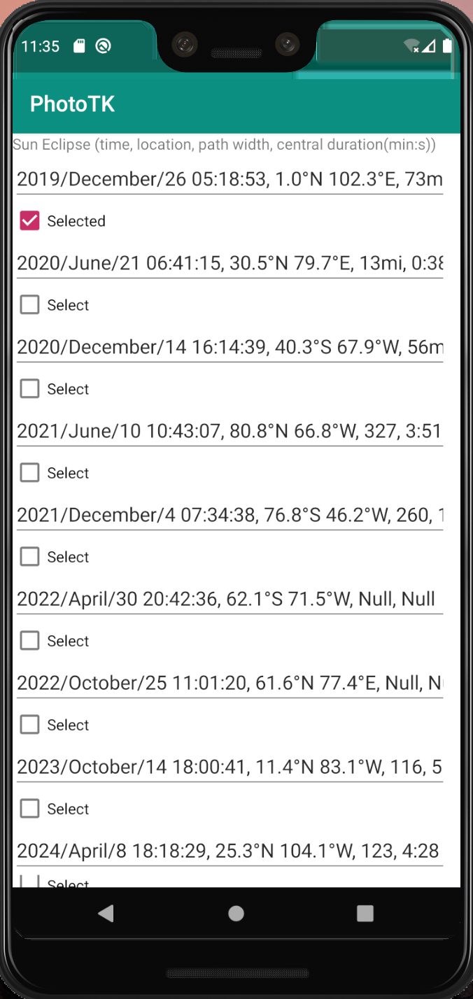 11:35
PhotoTK
Sun Eclipse (time, location, path width, central duration(min:s))
2019/December/26 05:18:53, 1.0°N 102.3°E, 73m
Selected
2020/June/21 06:41:15, 30.5°N 79.7°E, 13mi, 0:38
Select
2020/December/14 16:14:39, 40.3°S 67.9°W, 56m
Select
2021/June/10 10:43:07, 80.8°N 66.8°W, 327, 3:51
Select
2021/December/4 07:34:38, 76.8°S 46.2°W, 260, 1
Select
2022/April/30 20:42:36, 62.1°S 71.5°W, Null, Null
Select
2022/October/25 11:01:20, 61.6°N 77.4°E, Null, N
Select
2023/October/14 18:00:41, 11.4°N 83.1°W, 116, 5
Select
2024/April/8 18:18:29, 25.3°N 104.1°W, 123, 4:28
Select